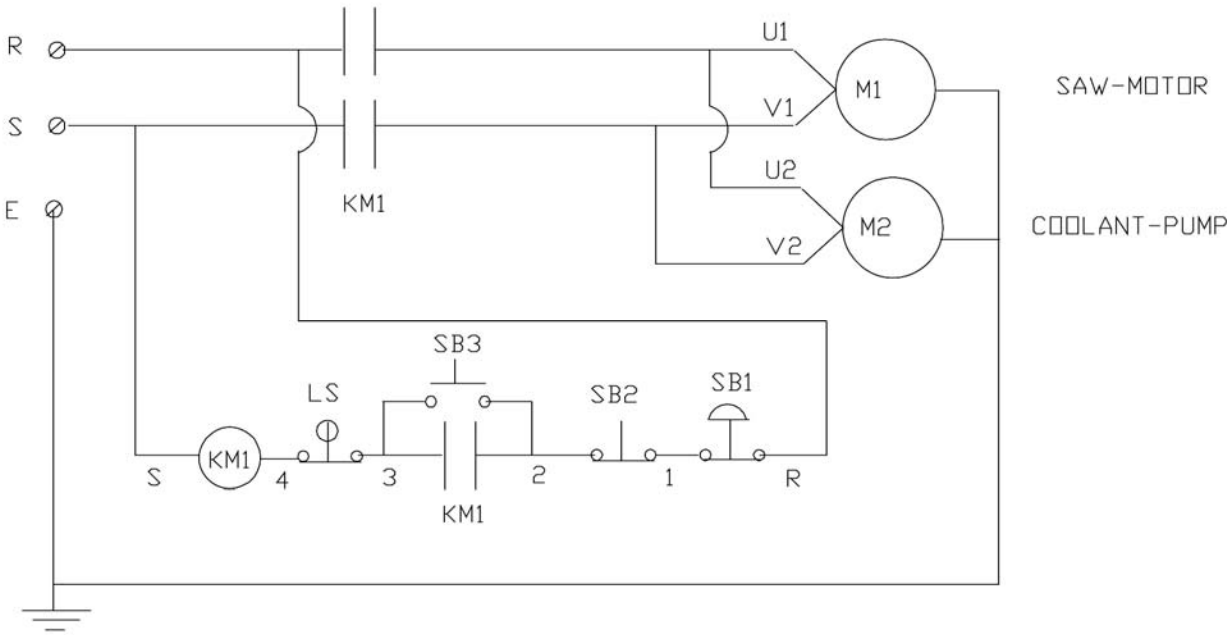 R
U1
M1
SAW-MOTOR
S
V1
KM1
U2
E
M2
COOLANT-PUMP
V2
SB3
LS
SB2
SB1
S
KM1
4
3
2
1
R
KM1